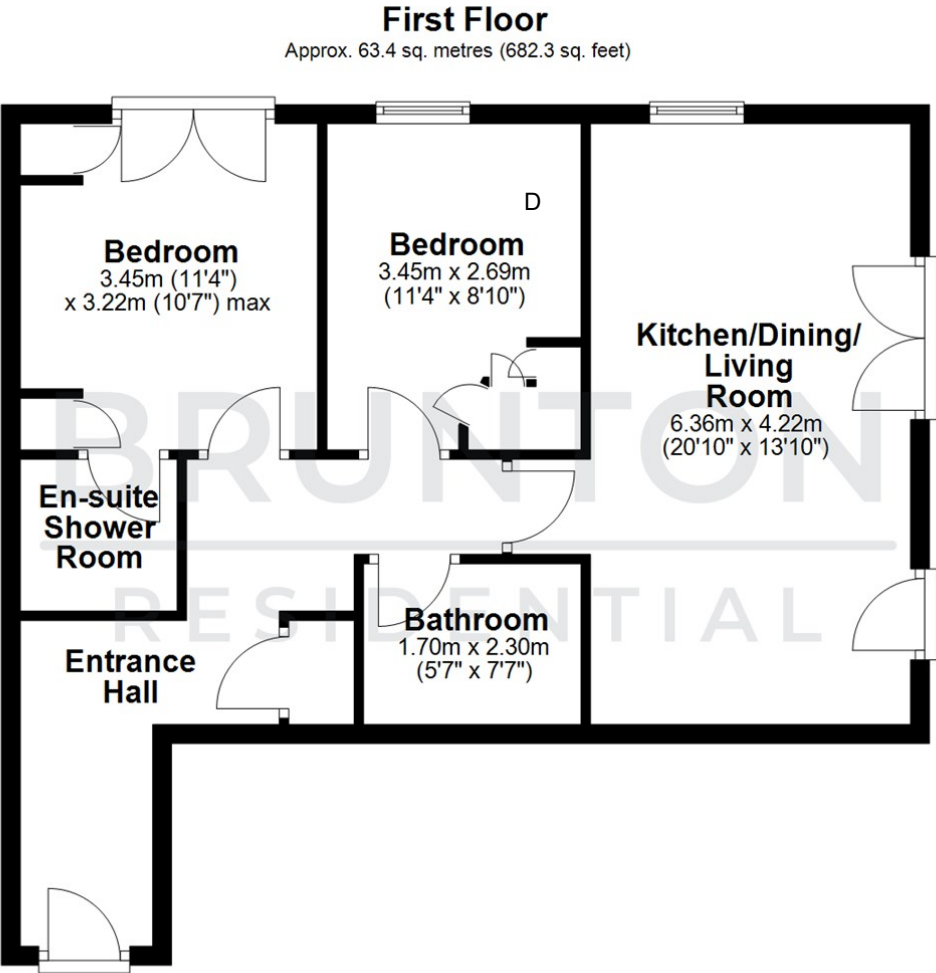 First Floor
Approx. 63.4 sq. metres (682.3 sq. feet)
D
Bedroom
3.45m (11'4")
x 3.22m (10'7") max
Bedroom
3.45m x 2.69m
(11'4" x 8'10")
Kitchen/Dining/
Living
Room
6.36m x 4.22m
(20'10" x 13'10")
BRUNTON
RESIDENTIAL
En-suite
Shower
Room
Bathroom
1.70m x 2.30m
(5'7" x 7'7")
Entrance
Hall